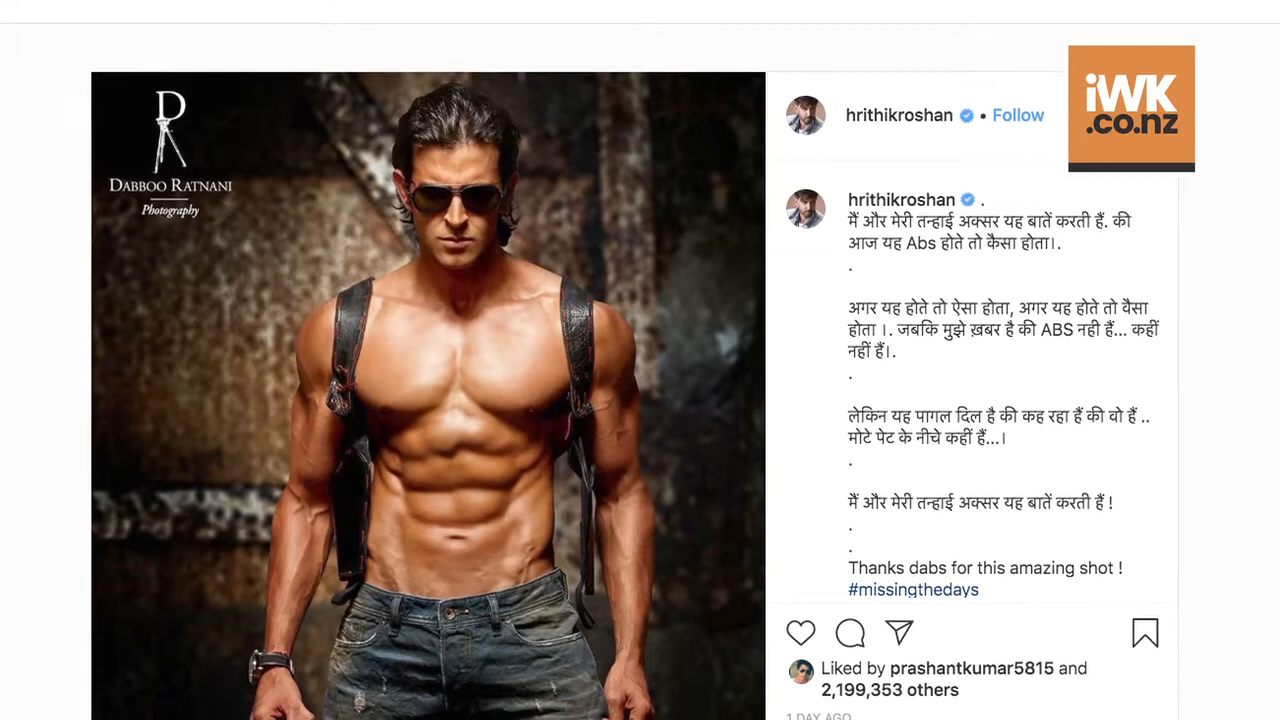 D
DABBOO RATNANI
Photography
iWK
.co.nz
hrithikroshan • Follow
hrithikroshan .
मैं और मेरी तन्हाई अक्सर यह बातें करती हैं. की
आज यह Abs होते तो कैसा होता।.
.
अगर यह होते तो ऐसा होता, अगर यह होते तो वैसा
होता ।. जबकि मुझे ख़बर है की ABS नही हैं... कहीं
नहीं हैं।.
.
लेकिन यह पागल दिल है की कह रहा हैं की वो हैं ..
मोटे पेट के नीचे कहीं हैं...।
.
मैं और मेरी तन्हाई अक्सर यह बातें करती हैं !
.
.
Thanks dabs for this amazing shot !
#missingthedays
Liked by prashantkumar5815 and
2,199,353 others
1 DAY AGO